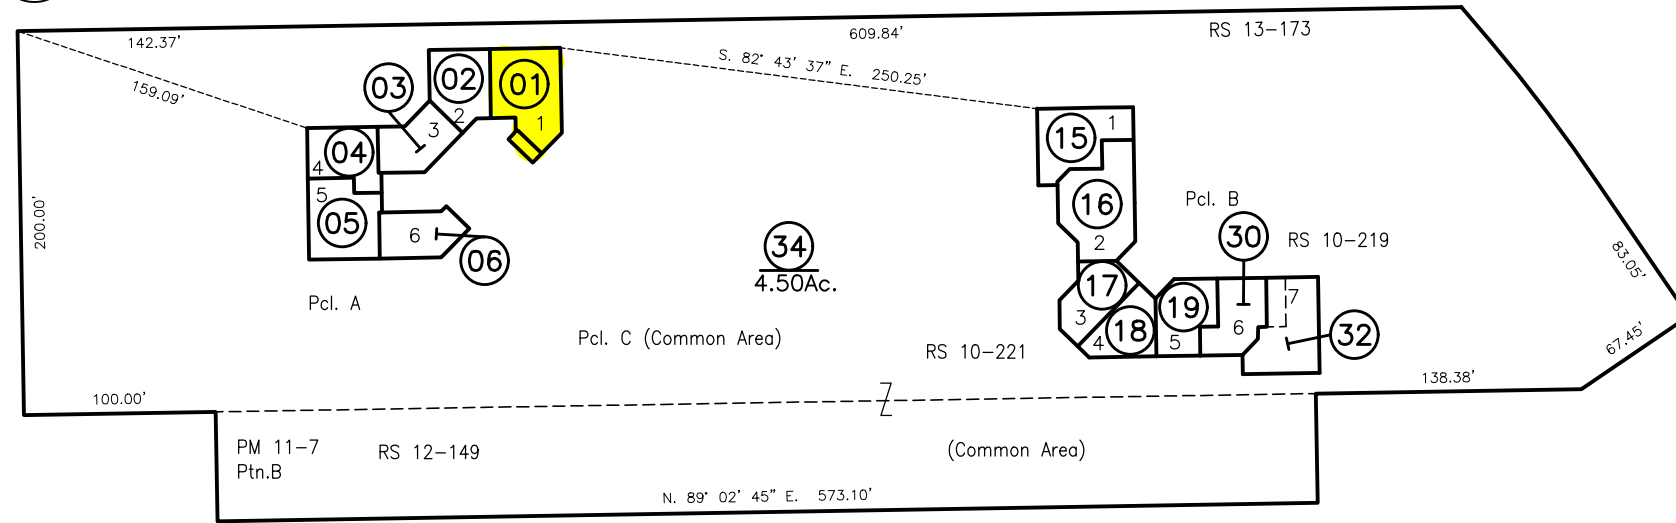 142.37'
609.84'
RS 13-173
159.09'
S. 82° 43' 37" E. 250.25'
03
02
01
2
3
1
04
4
5
05
6
06
15
1
16
2
Pcl. B
30
RS 10-219
83.05'
200.00'
34
4.50Ac.
17
3
18
4
19
5
6
7
32
67.45'
Pcl. A
Pcl. C (Common Area)
RS 10-221
138.38'
100.00'
PM 11-7
Ptn.B
RS 12-149
(Common Area)
N. 89° 02' 45" E. 573.10'